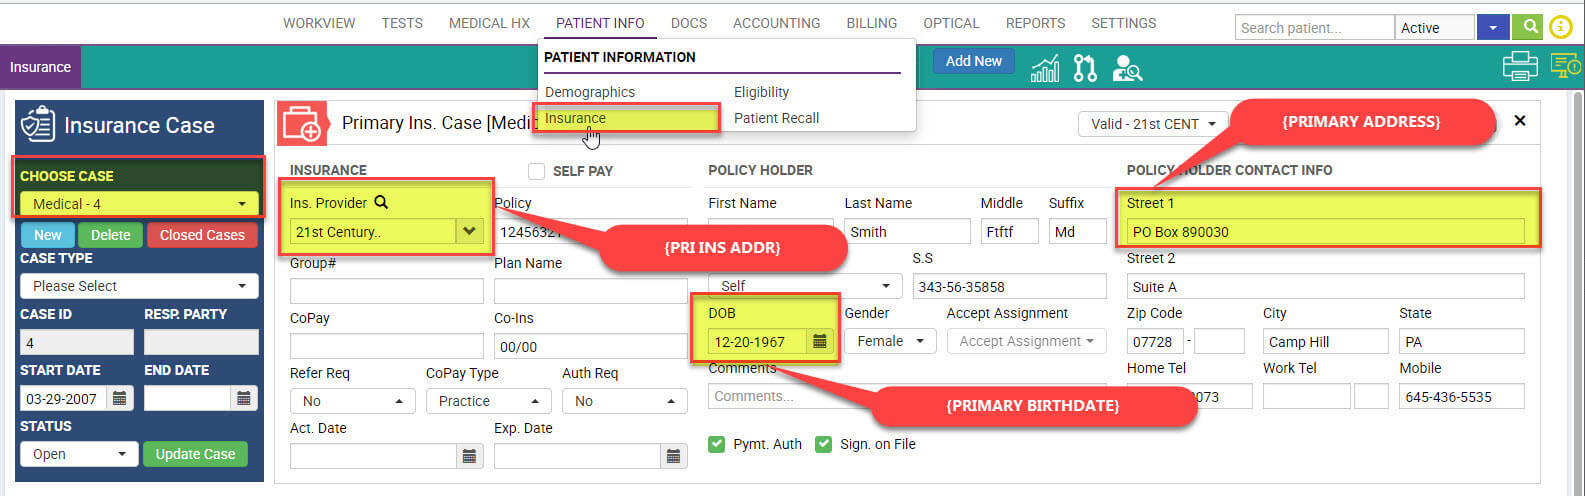 WORKVIEW TESTS MEDICAL HX PATIENT INFO DOCS ACCOUNTING BILLING OPTICAL REPORTS SETTINGS Search patient... Active
Insurance
PATIENT INFORMATION
Demographics Eligibility
Insurance Patient Recall
Add New
Insurance Case
CHOOSE CASE
Medical - 4
New Delete Closed Cases
CASE TYPE
Please Select
CASE ID RESP. PARTY
4
START DATE END DATE
03-29-2007
STATUS
Open Update Case
Primary Ins. Case [Medi
Valid - 21st CENT
{PRIMARY ADDRESS}
INSURANCE SELF PAY
Ins. Provider Policy
21st Century.. 12456321
{PRI INS ADDR}
Group# Plan Name
CoPay Co-Ins
00/00
Refer Req CoPay Type Auth Req
No Practice No
Act. Date Exp. Date
POLICY HOLDER
First Name Last Name Middle Suffix
Smith Ftftf Md
S.S
Self 343-56-35858
DOB Gender Accept Assignment
12-20-1967 Female Accept Assignment
Comments
Comments...
{PRIMARY BIRTHDATE}
Pymt. Auth Sign. on File
POLICY HOLDER CONTACT INFO
Street 1
PO Box 890030
Street 2
Suite A
Zip Code City State
07728 - Camp Hill PA
Home Tel Work Tel Mobile
0073 645-436-5535